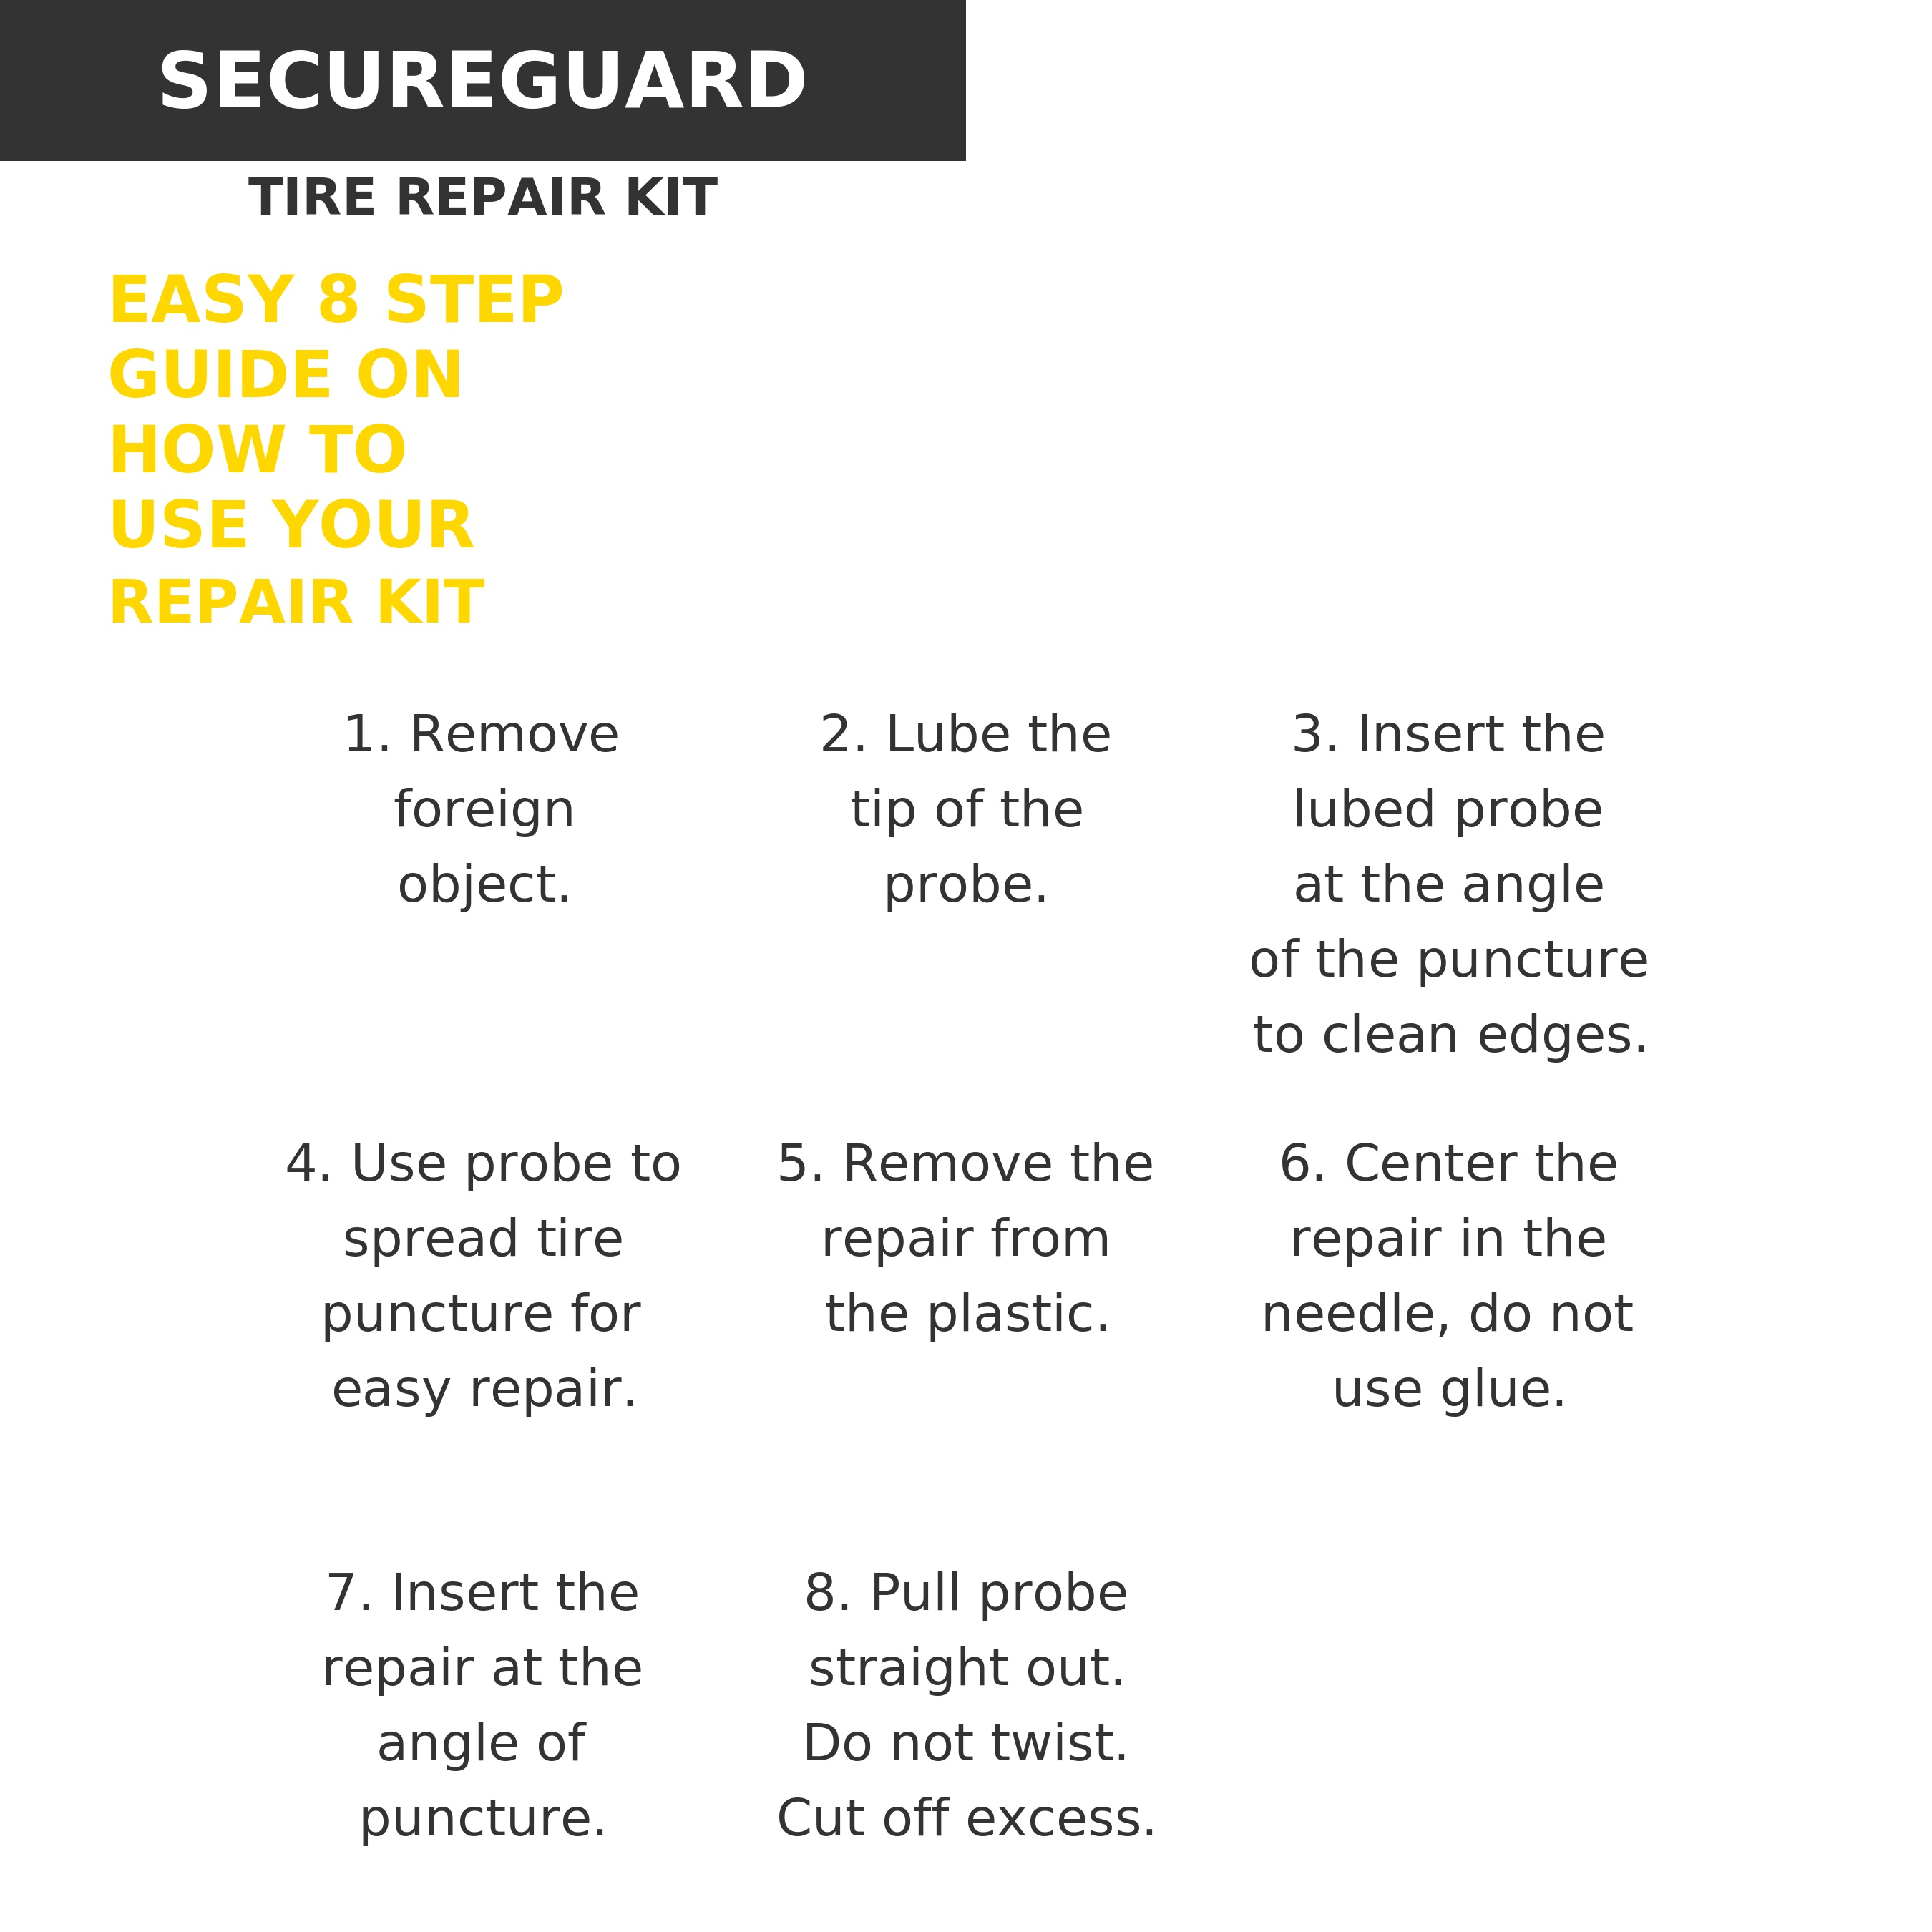 SECUREGUARD
TIRE REPAIR KIT
EASY 8 STEP
GUIDE ON
HOW TO
USE YOUR
REPAIR KIT
1. Remove
foreign
object.
2. Lube the
tip of the
probe.
3. Insert the
lubed probe
at the angle
of the puncture
to clean edges.
4. Use probe to
spread tire
puncture for
easy repair.
5. Remove the
repair from
the plastic.
6. Center the
repair in the
needle, do not
use glue.
7. Insert the
repair at the
angle of
puncture.
8. Pull probe
straight out.
Do not twist.
Cut off excess.